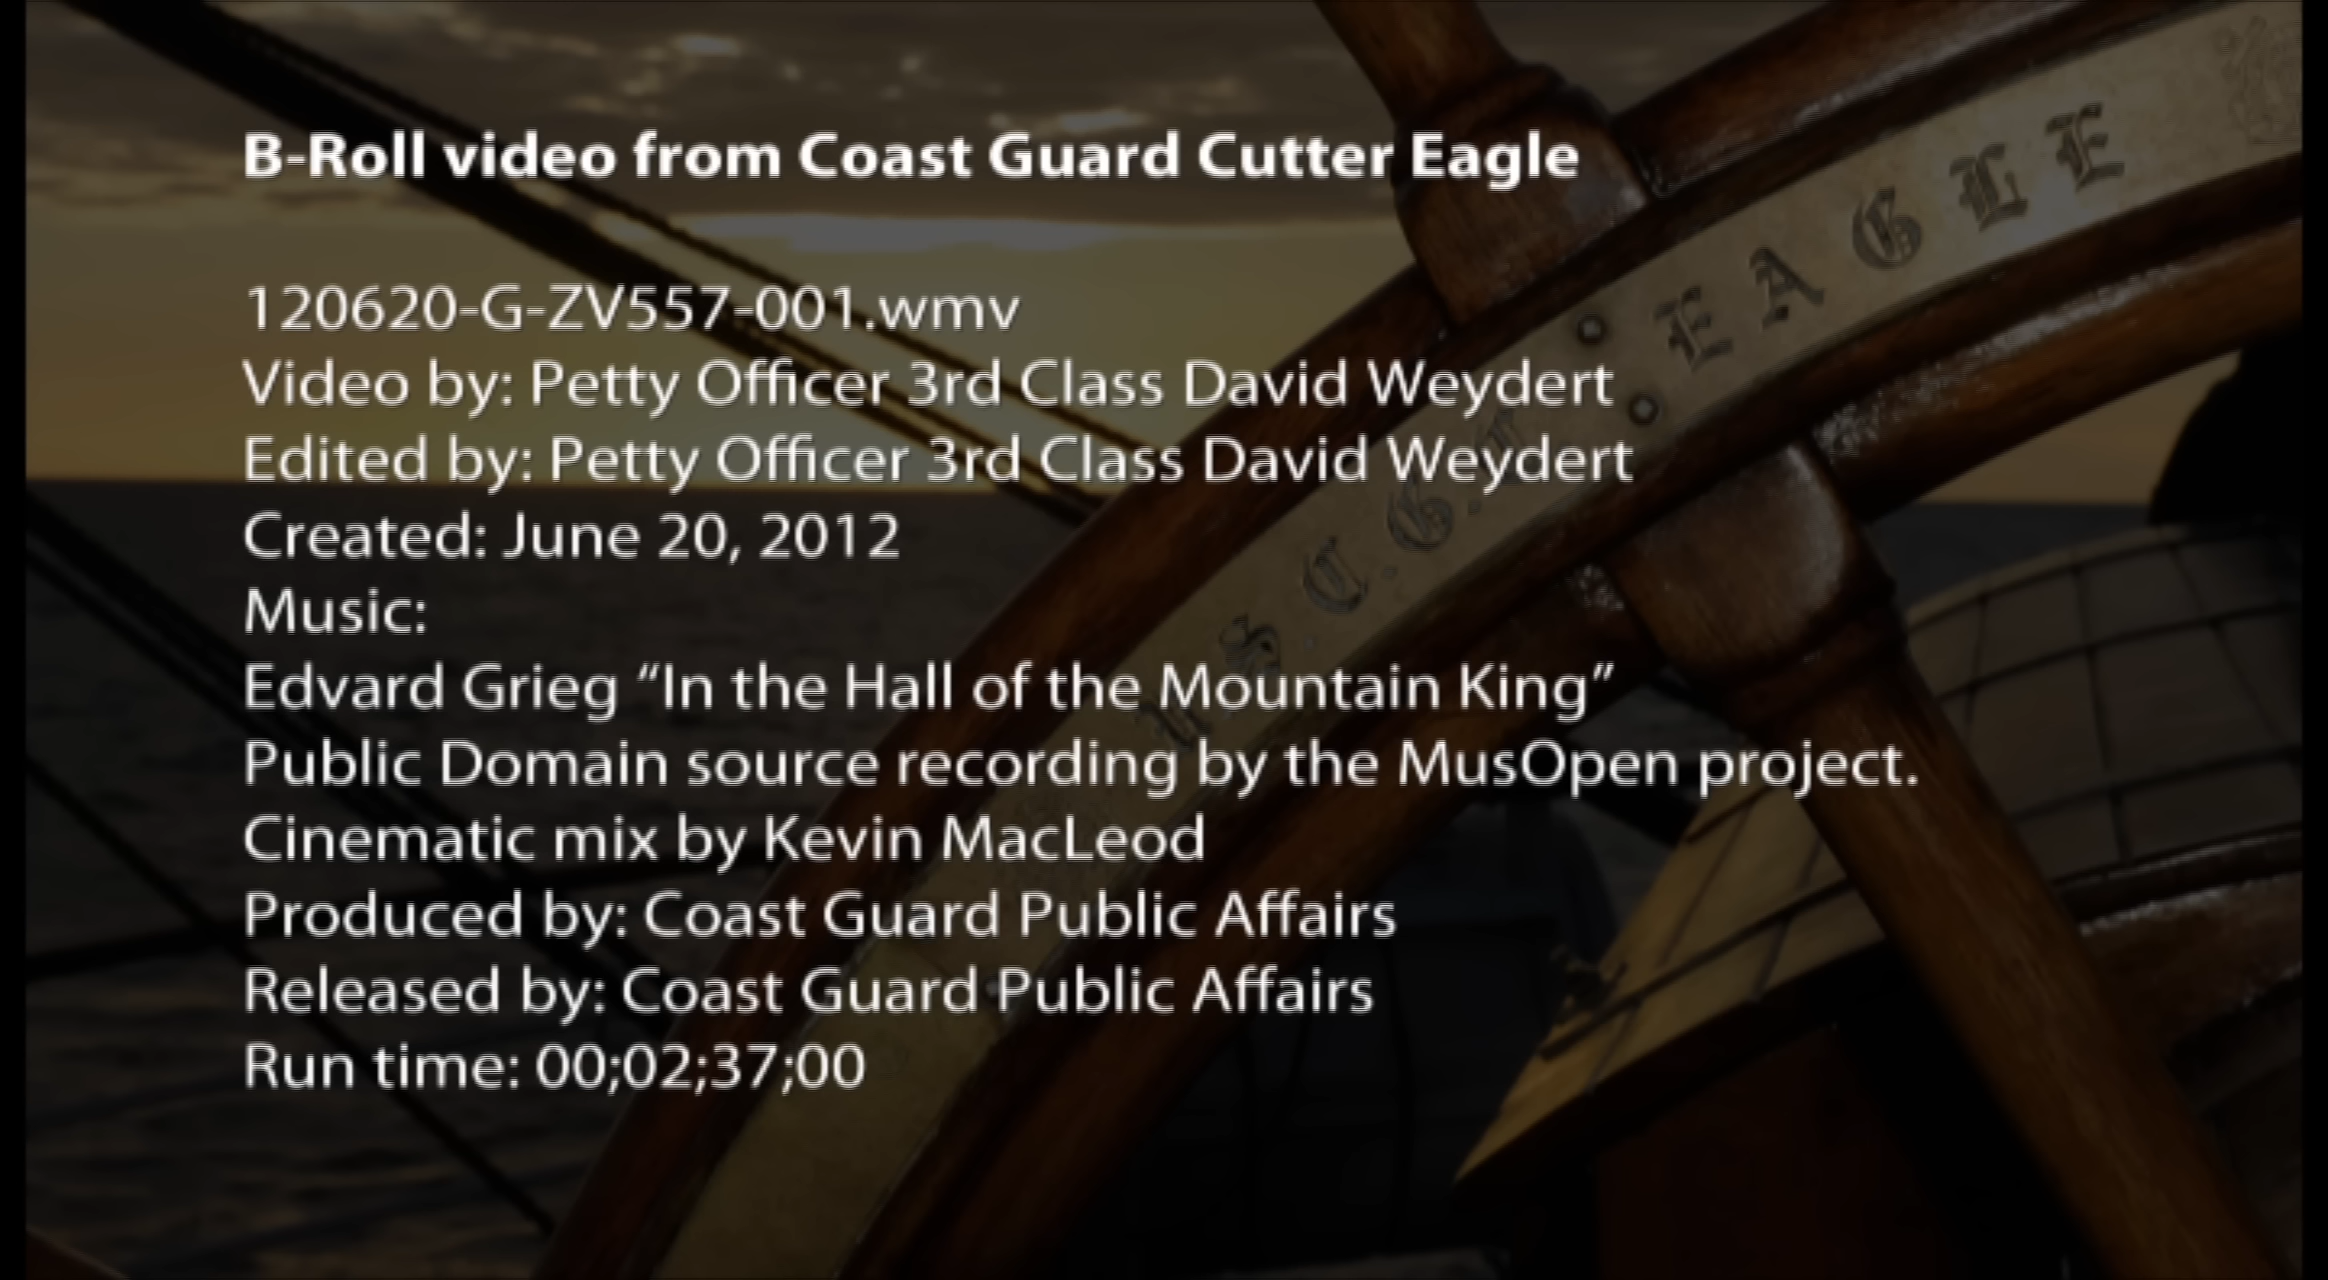 B-Roll video from Coast Guard Cutter Eagle
120620-G-ZV557-001.wmv
Video by: Petty Officer 3rd Class David Weydert
Edited by: Petty Officer 3rd Class David Weydert
Created: June 20, 2012
Music:
Edvard Grieg “In the Hall of the Mountain King”
Public Domain source recording by the MusOpen project.
Cinematic mix by Kevin MacLeod
Produced by: Coast Guard Public Affairs
Released by: Coast Guard Public Affairs
Run time: 00;02;37;00
U.S.C.G.C. EAGLE